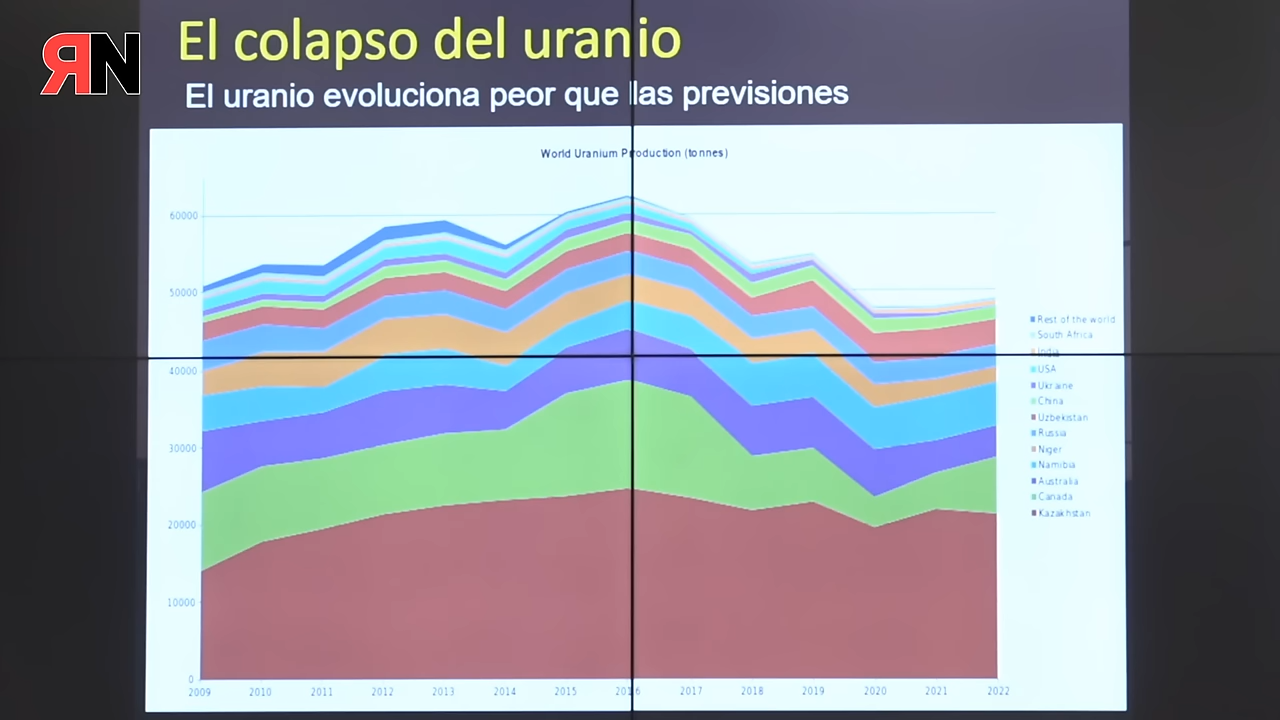 ЯN
El colapso del uranio
El uranio evoluciona peor que las previsiones
World Uranium Production (tonnes)
60000
50000
40000
30000
20000
10000
0
2009 2010 2011 2012 2013 2014 2015 2016 2017 2018 2019 2020 2021 2022
Rest of the world
South Africa
India
USA
Ukraine
China
Uzbekistan
Russia
Niger
Namibia
Australia
Canada
Kazakhstan